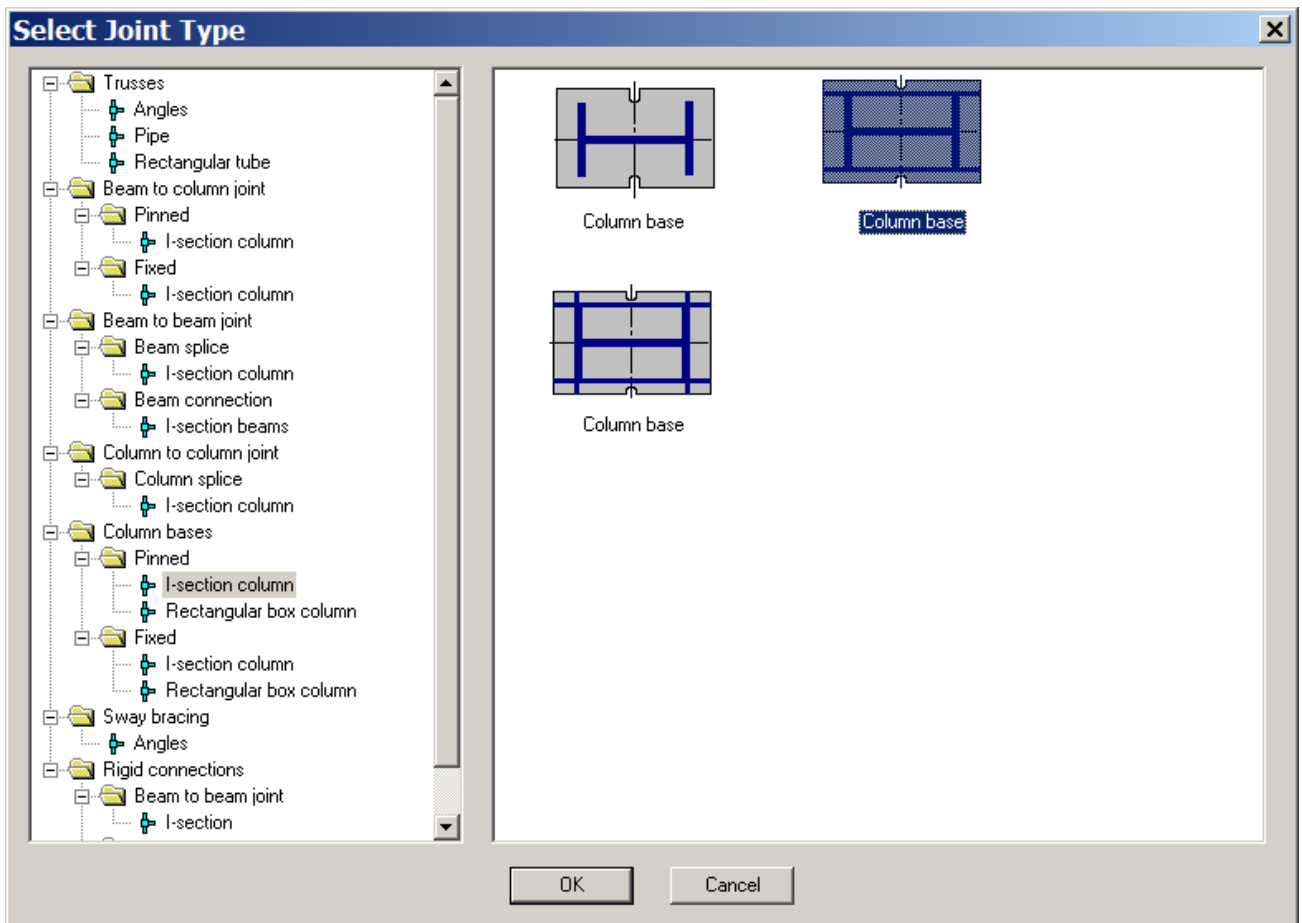 Select Joint Type
Trusses
Angles
Pipe
Rectangular tube
Beam to column joint
Pinned
I-section column
Fixed
I-section column
Beam to beam joint
Beam splice
I-section column
Beam connection
I-section beams
Column to column joint
Column splice
I-section column
Column bases
Pinned
I-section column
Rectangular box column
Fixed
I-section column
Rectangular box column
Sway bracing
Angles
Rigid connections
Beam to beam joint
I-section
Column base
Column base
Column base
OK
Cancel